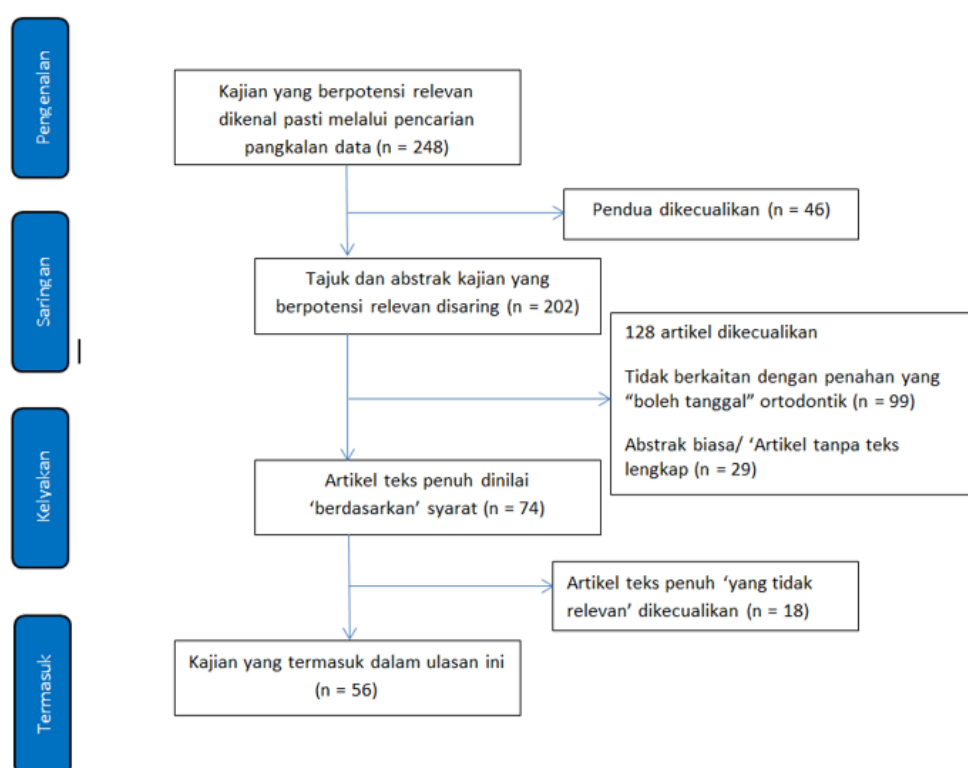 Pengenalan
Kajian yang berpotensi relevan
dikenal pasti melalui pencarian
pangkalan data (n = 248)
Pendua dikecualikan (n = 46)
Saringan
Tajuk dan abstrak kajian yang
berpotensi relevan disaring (n = 202)
128 artikel dikecualikan
Tidak berkaitan dengan penahan yang
“boleh tanggal” ortodontik (n = 99)
Abstrak biasa/ ‘Artikel tanpa teks
lengkap (n = 29)
Kelyakan
Artikel teks penuh dinilai
‘berdasarkan’ syarat (n = 74)
Artikel teks penuh ‘yang tidak
relevan’ dikecualikan (n = 18)
Termasuk
Kajian yang termasuk dalam ulasan ini
(n = 56)